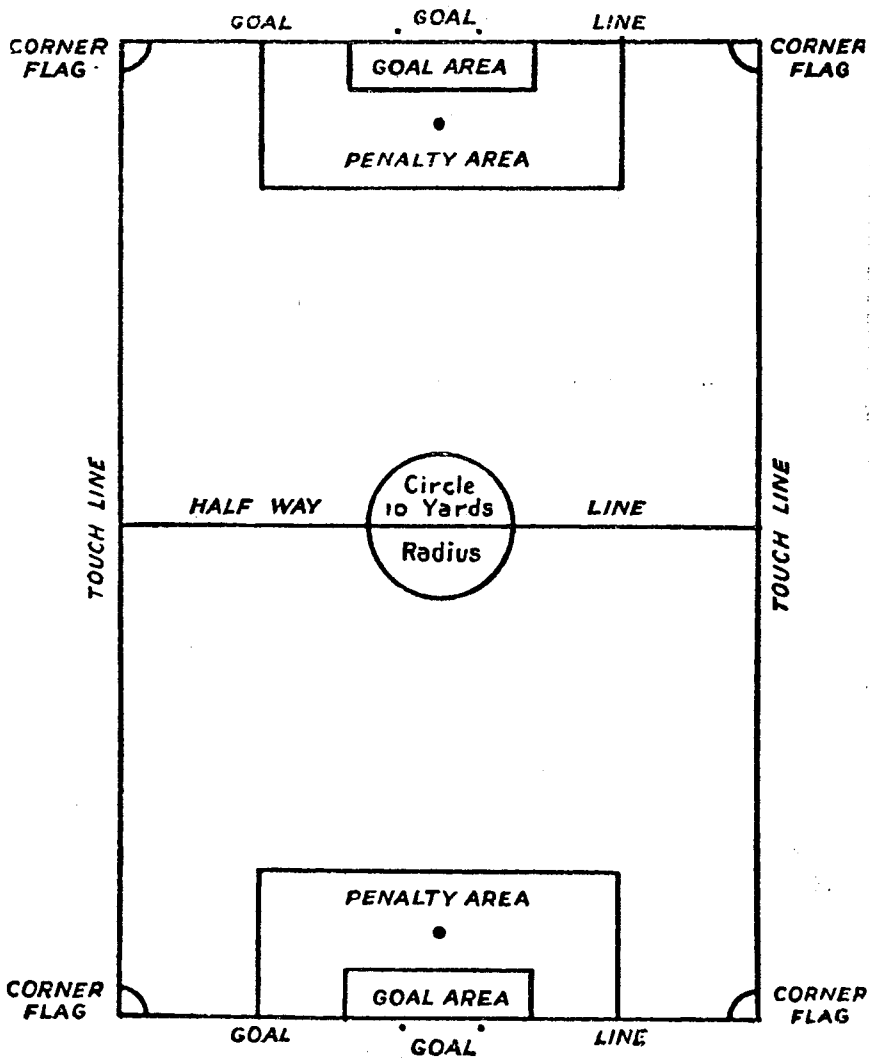 GOAL GOAL LINE
CORNER FLAG
CORNER FLAG
GOAL AREA
PENALTY AREA
TOUCH LINE
HALF WAY LINE
Circle
10 Yards
Radius
TOUCH LINE
PENALTY AREA
GOAL AREA
CORNER FLAG
CORNER FLAG
GOAL GOAL LINE